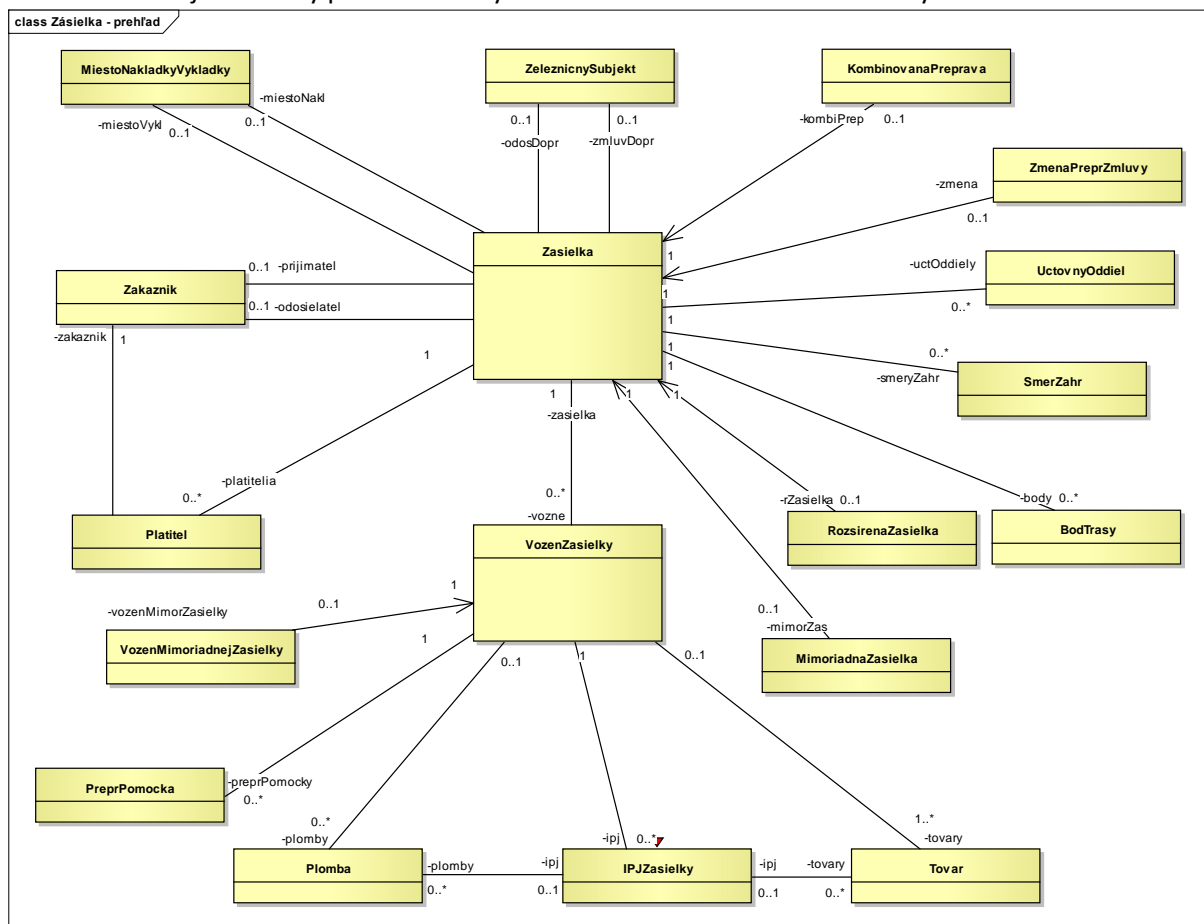 class Zásielka - prehľad
MiestoNakladkyVykladky
ZeleznicnySubjekt
KombinovanaPreprava
-miestoNakl
0..1
-miestoVykl
0..1
0..1
-odosDopr
0..1
-zmluvDopr
-kombiPrep
0..1
ZmenaPreprZmluvy
-zmena
0..1
Zasielka
1
1
-uctOddiely
UctovnyOddiel
0..*
Zakaznik
0..1
-prijimatel
0..1
-odosielatel
-zakaznik
1
1
1
1
1
0..*
-smeryZahr
SmerZahr
1
-zasielka
1
1
1
-platitelia
0..*
Platitel
0..*
-vozne
-rZasielka
0..1
RozsirenaZasielka
-body
0..*
BodTrasy
VozenZasielky
-vozenMimorZasielky
0..1
1
VozenMimoriadnejZasielky
1
0..1
1
0..1
0..1
-mimorZas
MimoriadnaZasielka
PreprPomocka
-preprPomocky
0..*
0..*
-plomby
-ipj
0..*
1..*
-tovary
Plomba
-plomby
0..*
-ipj
0..1
IPJZasielky
-ipj
0..1
-tovary
0..*
Tovar